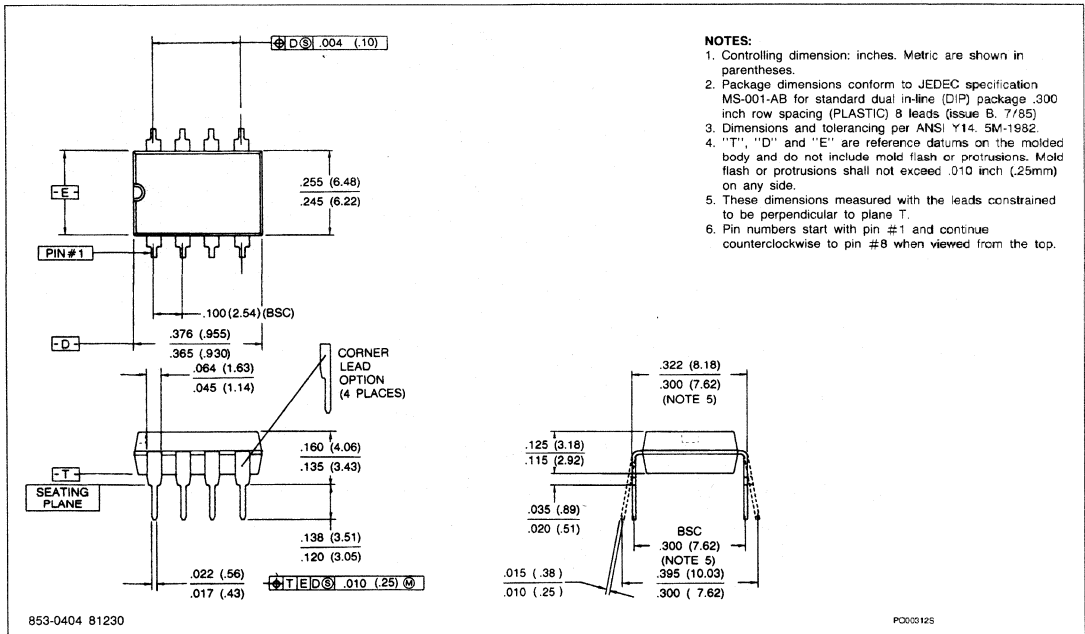 ⌖ D Ⓢ .004 (.10)
- E -
.255 (6.48)
.245 (6.22)
PIN #1
.100 (2.54) (BSC)
- D -
.376 (.955)
.365 (.930)
.064 (1.63)
.045 (1.14)
CORNER
LEAD
OPTION
(4 PLACES)
.160 (4.06)
.135 (3.43)
- T -
SEATING
PLANE
.138 (3.51)
.120 (3.05)
.022 (.56)
.017 (.43)
⌖ T E D Ⓢ .010 (.25) Ⓜ
853-0404 81230
NOTES:
1. Controlling dimension: inches. Metric are shown in
parentheses.
2. Package dimensions conform to JEDEC specification
MS-001-AB for standard dual in-line (DIP) package .300
inch row spacing (PLASTIC) 8 leads (issue B. 7/85)
3. Dimensions and tolerancing per ANSI Y14. 5M-1982.
4. "T", "D" and "E" are reference datums on the molded
body and do not include mold flash or protrusions. Mold
flash or protrusions shall not exceed .010 inch (.25mm)
on any side.
5. These dimensions measured with the leads constrained
to be perpendicular to plane T.
6. Pin numbers start with pin #1 and continue
counterclockwise to pin #8 when viewed from the top.
.322 (8.18)
.300 (7.62)
(NOTE 5)
.125 (3.18)
.115 (2.92)
.035 (.89)
.020 (.51)
BSC
.300 (7.62)
(NOTE 5)
.395 (10.03)
.300 ( 7.62)
.015 ( .38 )
.010 ( .25 )
PO00312S